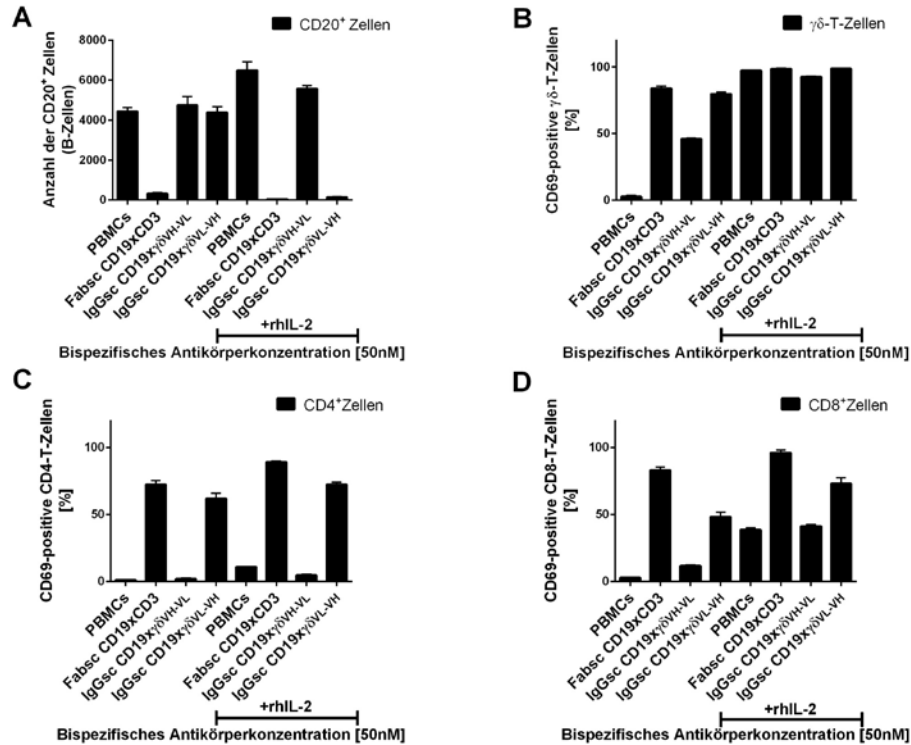 A
CD20+ Zellen
Anzahl der CD20+ Zellen
(B-Zellen)
8000
6000
4000
2000
0
PBMCs
Fabsc CD19xCD3
IgGsc CD19xγδVH-VL
IgGsc CD19xγδVL-VH
PBMCs
Fabsc CD19xCD3
IgGsc CD19xγδVH-VL
IgGsc CD19xγδVL-VH
+rhIL-2
Bispezifisches Antikörperkonzentration [50nM]
B
γδ-T-Zellen
CD69-positive γδ-T-Zellen
[%]
100
50
0
PBMCs
Fabsc CD19xCD3
IgGsc CD19xγδVH-VL
IgGsc CD19xγδVL-VH
PBMCs
Fabsc CD19xCD3
IgGsc CD19xγδVH-VL
IgGsc CD19xγδVL-VH
+rhIL-2
Bispezifisches Antikörperkonzentration [50nM]
C
CD4+Zellen
CD69-positive CD4-T-Zellen
[%]
100
50
0
PBMCs
Fabsc CD19xCD3
IgGsc CD19xγδVH-VL
IgGsc CD19xγδVL-VH
PBMCs
Fabsc CD19xCD3
IgGsc CD19xγδVH-VL
IgGsc CD19xγδVL-VH
+rhIL-2
Bispezifisches Antikörperkonzentration [50nM]
D
CD8+Zellen
CD69-positive CD8-T-Zellen
[%]
100
50
0
PBMCs
Fabsc CD19xCD3
IgGsc CD19xγδVH-VL
IgGsc CD19xγδVL-VH
PBMCs
Fabsc CD19xCD3
IgGsc CD19xγδVH-VL
IgGsc CD19xγδVL-VH
+rhIL-2
Bispezifisches Antikörperkonzentration [50nM]